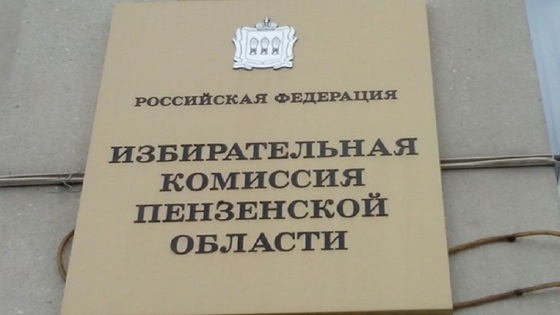 РОССИЙСКАЯ ФЕДЕРАЦИЯ
ИЗБИРАТЕЛЬНАЯ
КОМИССИЯ
ПЕНЗЕНСКОЙ
ОБЛАСТИ